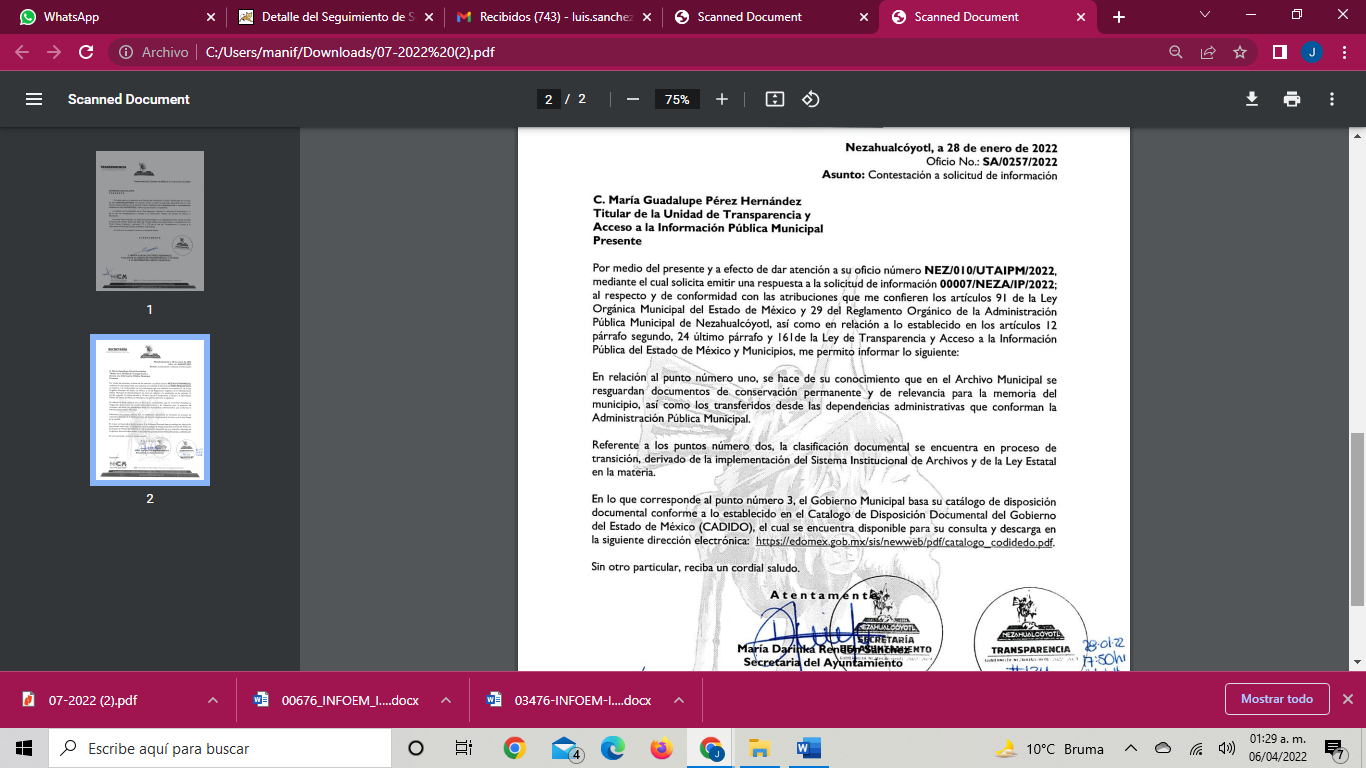 WhatsApp
Detalle del Seguimiento de S
Recibidos (743) - luis.sanchez
Scanned Document
Scanned Document
Archivo
C:/Users/manif/Downloads/07-2022%20(2).pdf
J
Scanned Document
2 / 2
75%
1
2
Nezahualcóyotl, a 28 de enero de 2022
Oficio No.: SA/0257/2022
Asunto: Contestación a solicitud de información
C. María Guadalupe Pérez Hernández
Titular de la Unidad de Transparencia y
Acceso a la Información Pública Municipal
Presente
Por medio del presente y a efecto de dar atención a su oficio número NEZ/010/UTAIPM/2022,
mediante el cual solicita emitir una respuesta a la solicitud de información 00007/NEZA/IP/2022;
al respecto y de conformidad con las atribuciones que me confieren los artículos 91 de la Ley
Orgánica Municipal del Estado de México y 29 del Reglamento Orgánico de la Administración
Pública Municipal de Nezahualcóyotl, así como en relación a lo establecido en los artículos 12
párrafo segundo, 24 último párrafo y 161de la Ley de Transparencia y Acceso a la Información
Pública del Estado de México y Municipios, me permito informar lo siguiente:
En relación al punto número uno, se hace de su conocimiento que en el Archivo Municipal se
resguardan documentos de conservación permanente y de relevancia para la memoria del
municipio, así como los transferidos desde las dependencias administrativas que conforman la
Administración Pública Municipal.
Referente a los puntos número dos, la clasificación documental se encuentra en proceso de
transición, derivado de la implementación del Sistema Institucional de Archivos y de la Ley Estatal
en la materia.
En lo que corresponde al punto número 3, el Gobierno Municipal basa su catálogo de disposición
documental conforme a lo establecido en el Catalogo de Disposición Documental del Gobierno
del Estado de México (CADIDO), el cual se encuentra disponible para su consulta y descarga en
la siguiente dirección electrónica: https://edomex.gob.mx/sis/newweb/pdf/catalogo_codidedo.pdf.
Sin otro particular, reciba un cordial saludo.
Atentamente
NEZAHUALCÓYOTL
SECRETARÍA
DEL AYUNTAMIENTO
NEZAHUALCÓYOTL
TRANSPARENCIA
28-01-22
17:50hr
María Darinka Rendón Sánchez
Secretaria del Ayuntamiento
07-2022 (2).pdf
00676_INFOEM_I....docx
03476-INFOEM-I....docx
Mostrar todo
Escribe aquí para buscar
4
J
10°C Bruma
01:29 a. m.
06/04/2022
7